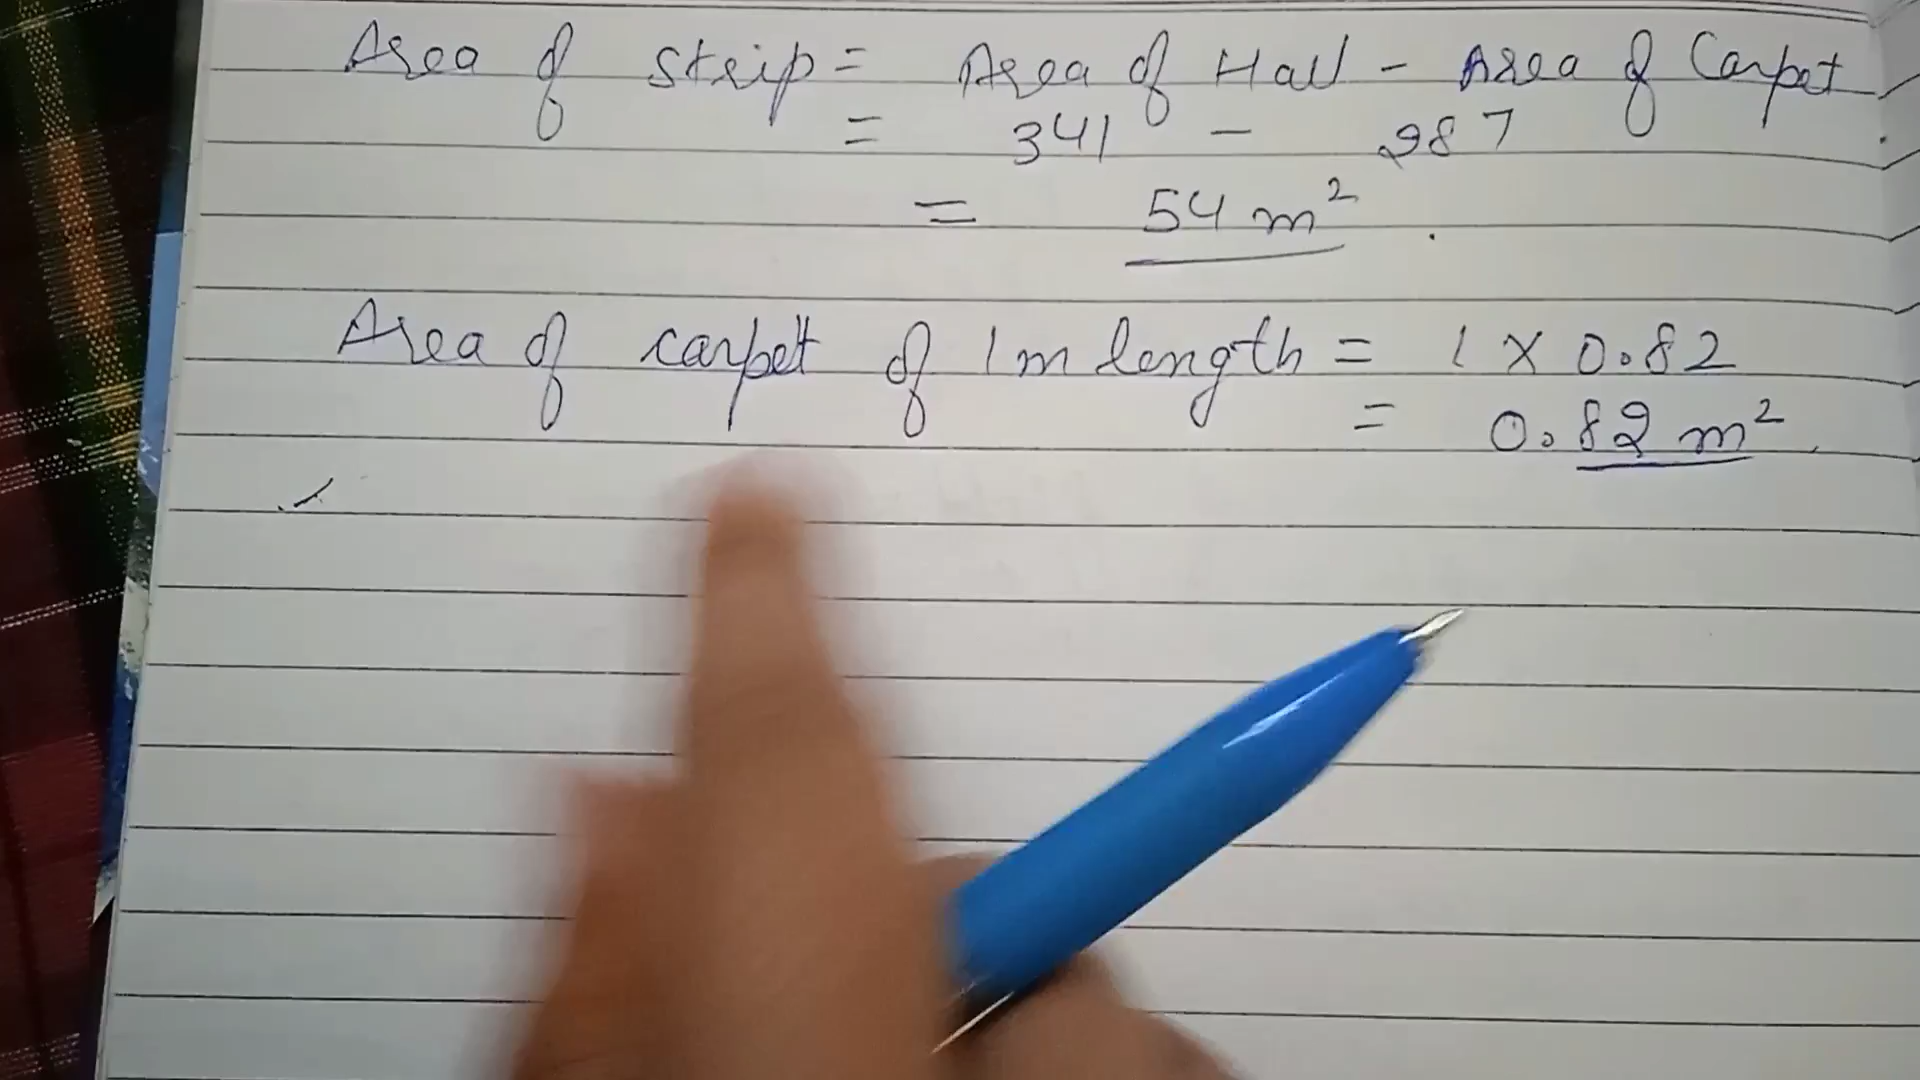 Area of strip = Area of Hall - Area of Carpet
= 341 - 287
= 54 m²
Area of carpet of 1m length = 1 × 0.82
= 0.82 m²